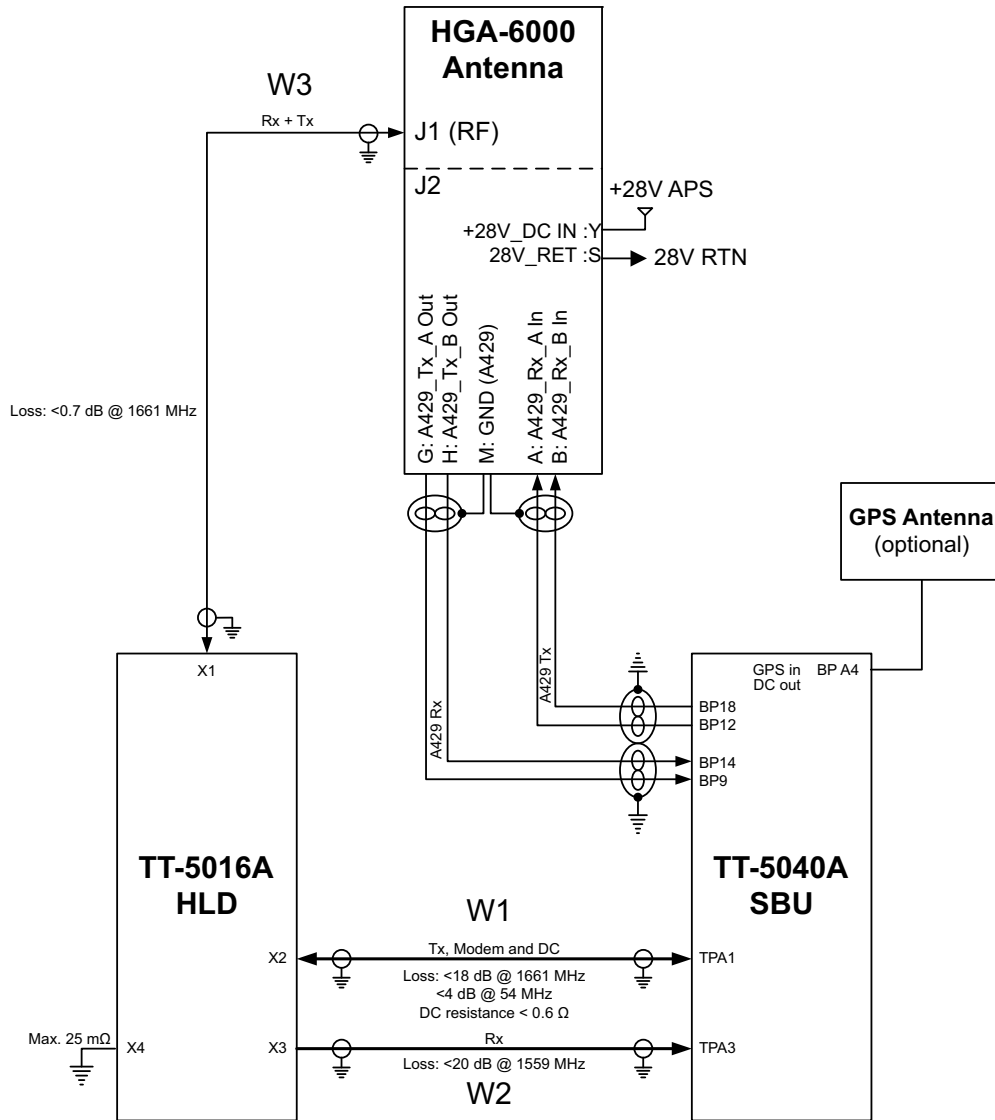 HGA-6000
Antenna
W3
Rx + Tx
J1 (RF)
J2
+28V APS
+28V_DC IN :Y
28V_RET :S
28V RTN
G: A429_Tx_A Out
H: A429_Tx_B Out
M: GND (A429)
A: A429_Rx_A In
B: A429_Rx_B In
Loss: <0.7 dB @ 1661 MHz
GPS Antenna
(optional)
X1
A429 Rx
A429 Tx
GPS in
DC out
BP A4
BP18
BP12
BP14
BP9
TT-5016A
HLD
TT-5040A
SBU
W1
Tx, Modem and DC
X2
TPA1
Loss: <18 dB @ 1661 MHz
<4 dB @ 54 MHz
DC resistance < 0.6 Ω
Max. 25 mΩ
X4
X3
Rx
TPA3
Loss: <20 dB @ 1559 MHz
W2